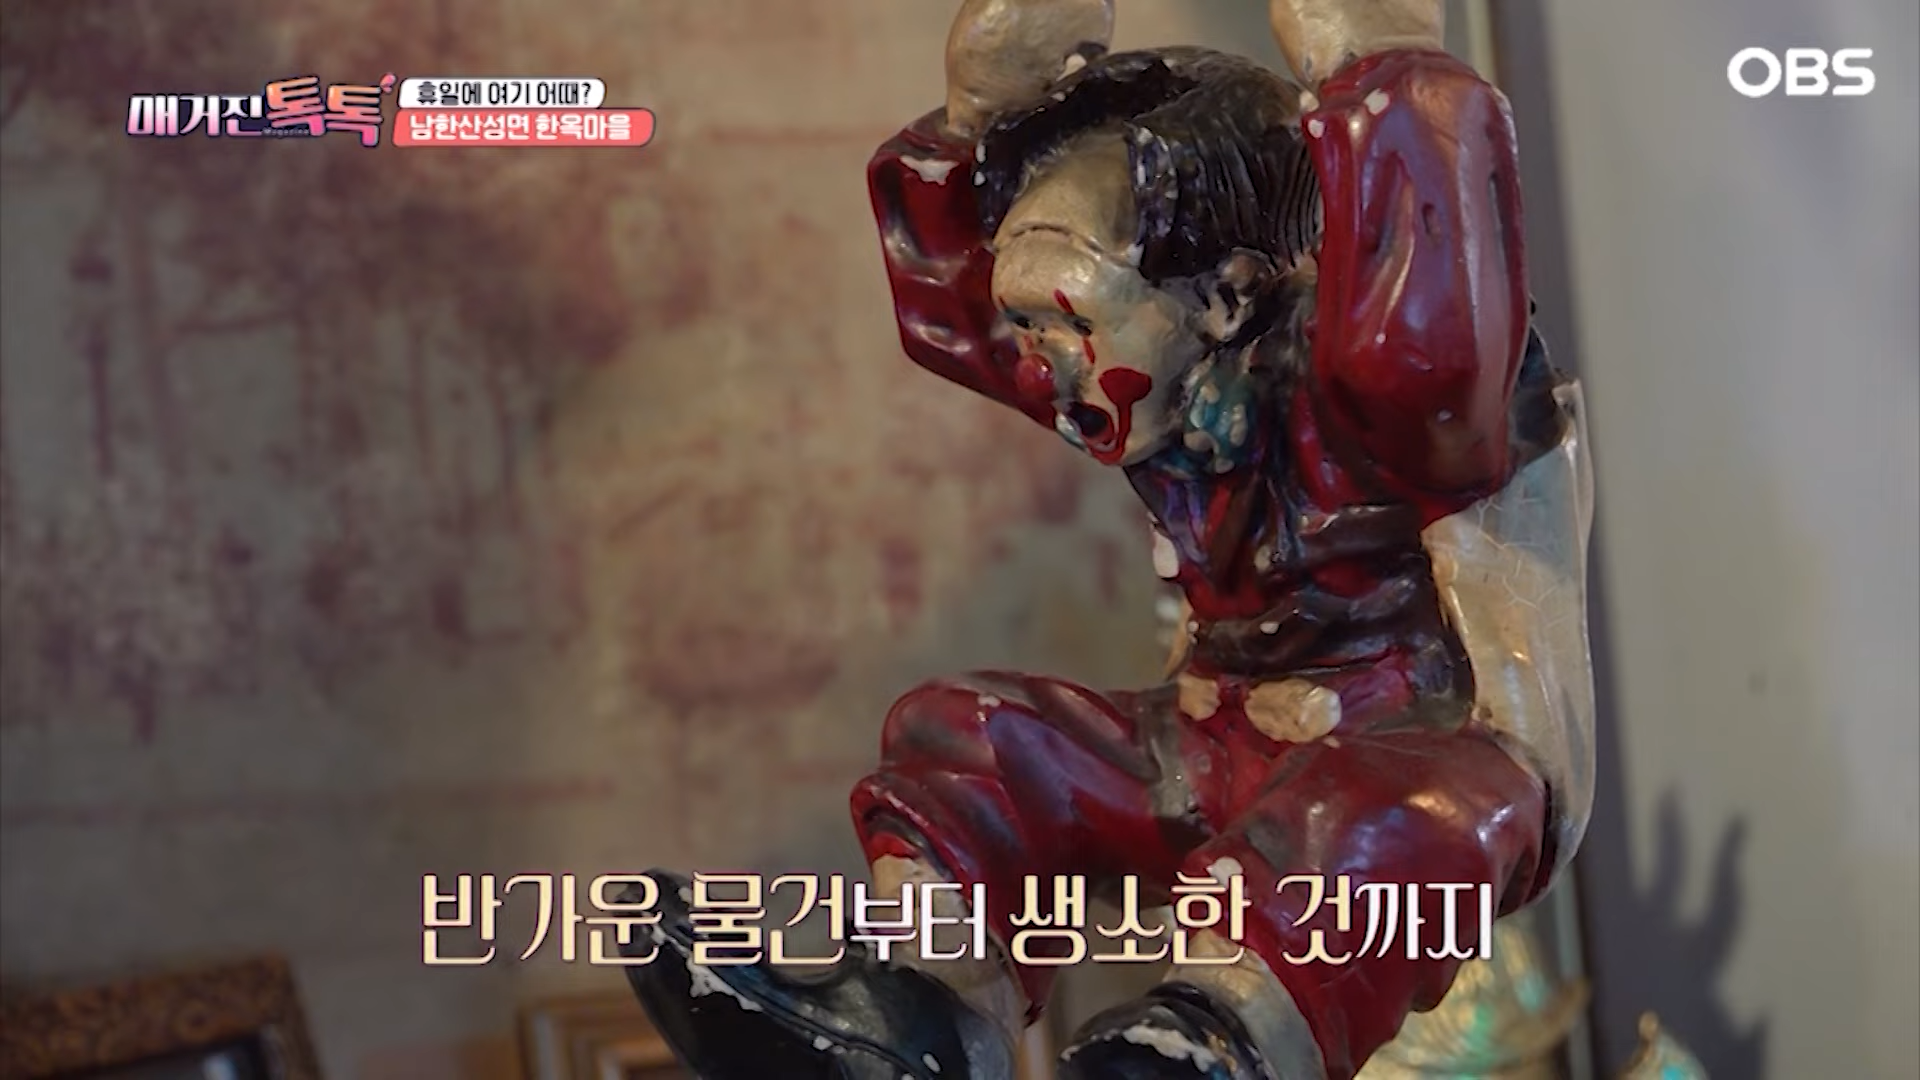 매거진톡톡
Magazine
휴일에 여기 어때?
남한산성면 한옥마을
OBS
반가운 물건부터 생소한 것까지